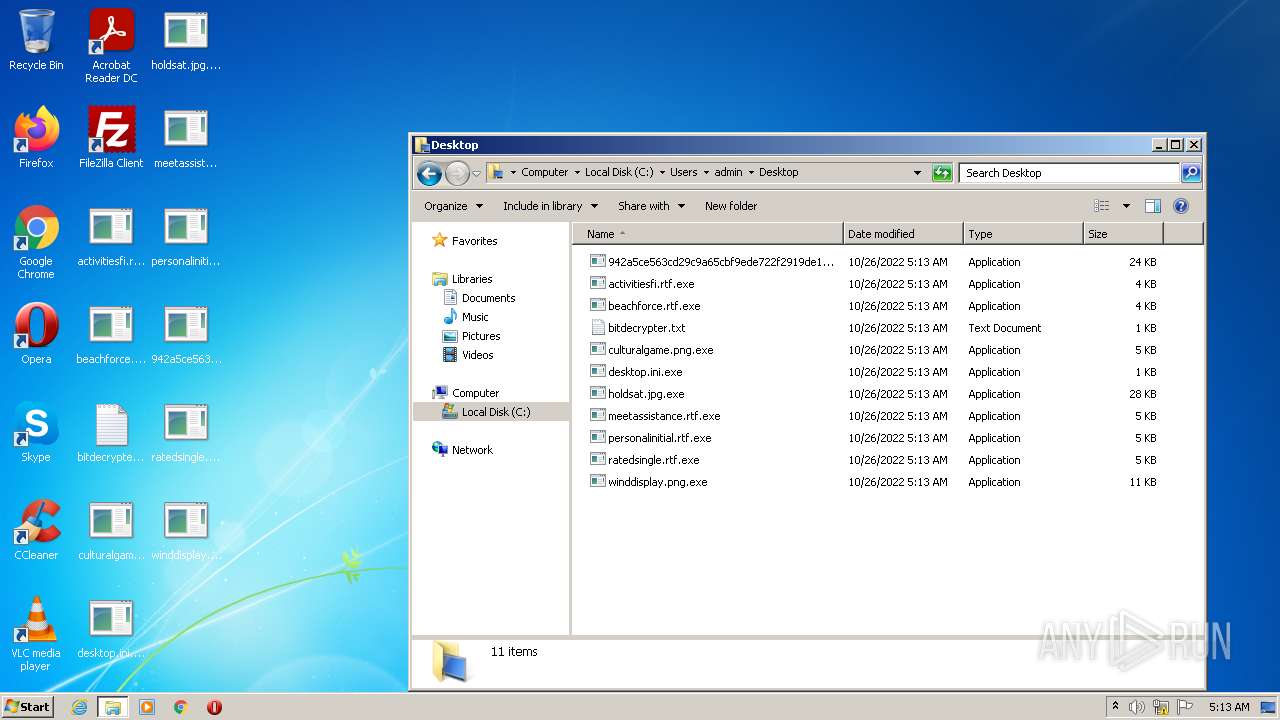 Recycle Bin
Acrobat Reader DC
holdsat.jpg....
Firefox
FileZilla Client
meetassist...
Google Chrome
activitiesfi.r...
personaliniti...
Opera
beachforce....
942a5ce563...
Skype
bitdecrypte...
ratedsingle....
CCleaner
culturalgam...
winddisplay....
VLC media player
desktop.ini....
Desktop
Computer Local Disk (C:) Users admin Desktop
Search Desktop
Organize Include in library Share with New folder
Favorites
Libraries
Documents
Music
Pictures
Videos
Computer
Local Disk (C:)
Network
Name Date modified Type Size
10/26/2022 5:13 AM Application 24 KB
activitiesfi.rtf.exe 10/26/2022 5:13 AM Application 4 KB
beachforce.rtf.exe 10/26/2022 5:13 AM Application 4 KB
bitdecrypter.txt 10/26/2022 5:13 AM Text Document 1 KB
culturalgame.png.exe 10/26/2022 5:13 AM Application 5 KB
desktop.ini.exe 10/26/2022 5:13 AM Application 1 KB
holdsat.jpg.exe 10/26/2022 5:13 AM Application 26 KB
meetassistance.rtf.exe 10/26/2022 5:13 AM Application 5 KB
personalinitial.rtf.exe 10/26/2022 5:13 AM Application 5 KB
ratedsingle.rtf.exe 10/26/2022 5:13 AM Application 5 KB
winddisplay.png.exe 10/26/2022 5:13 AM Application 11 KB
11 items
ANY RUN
Start
5:13 AM